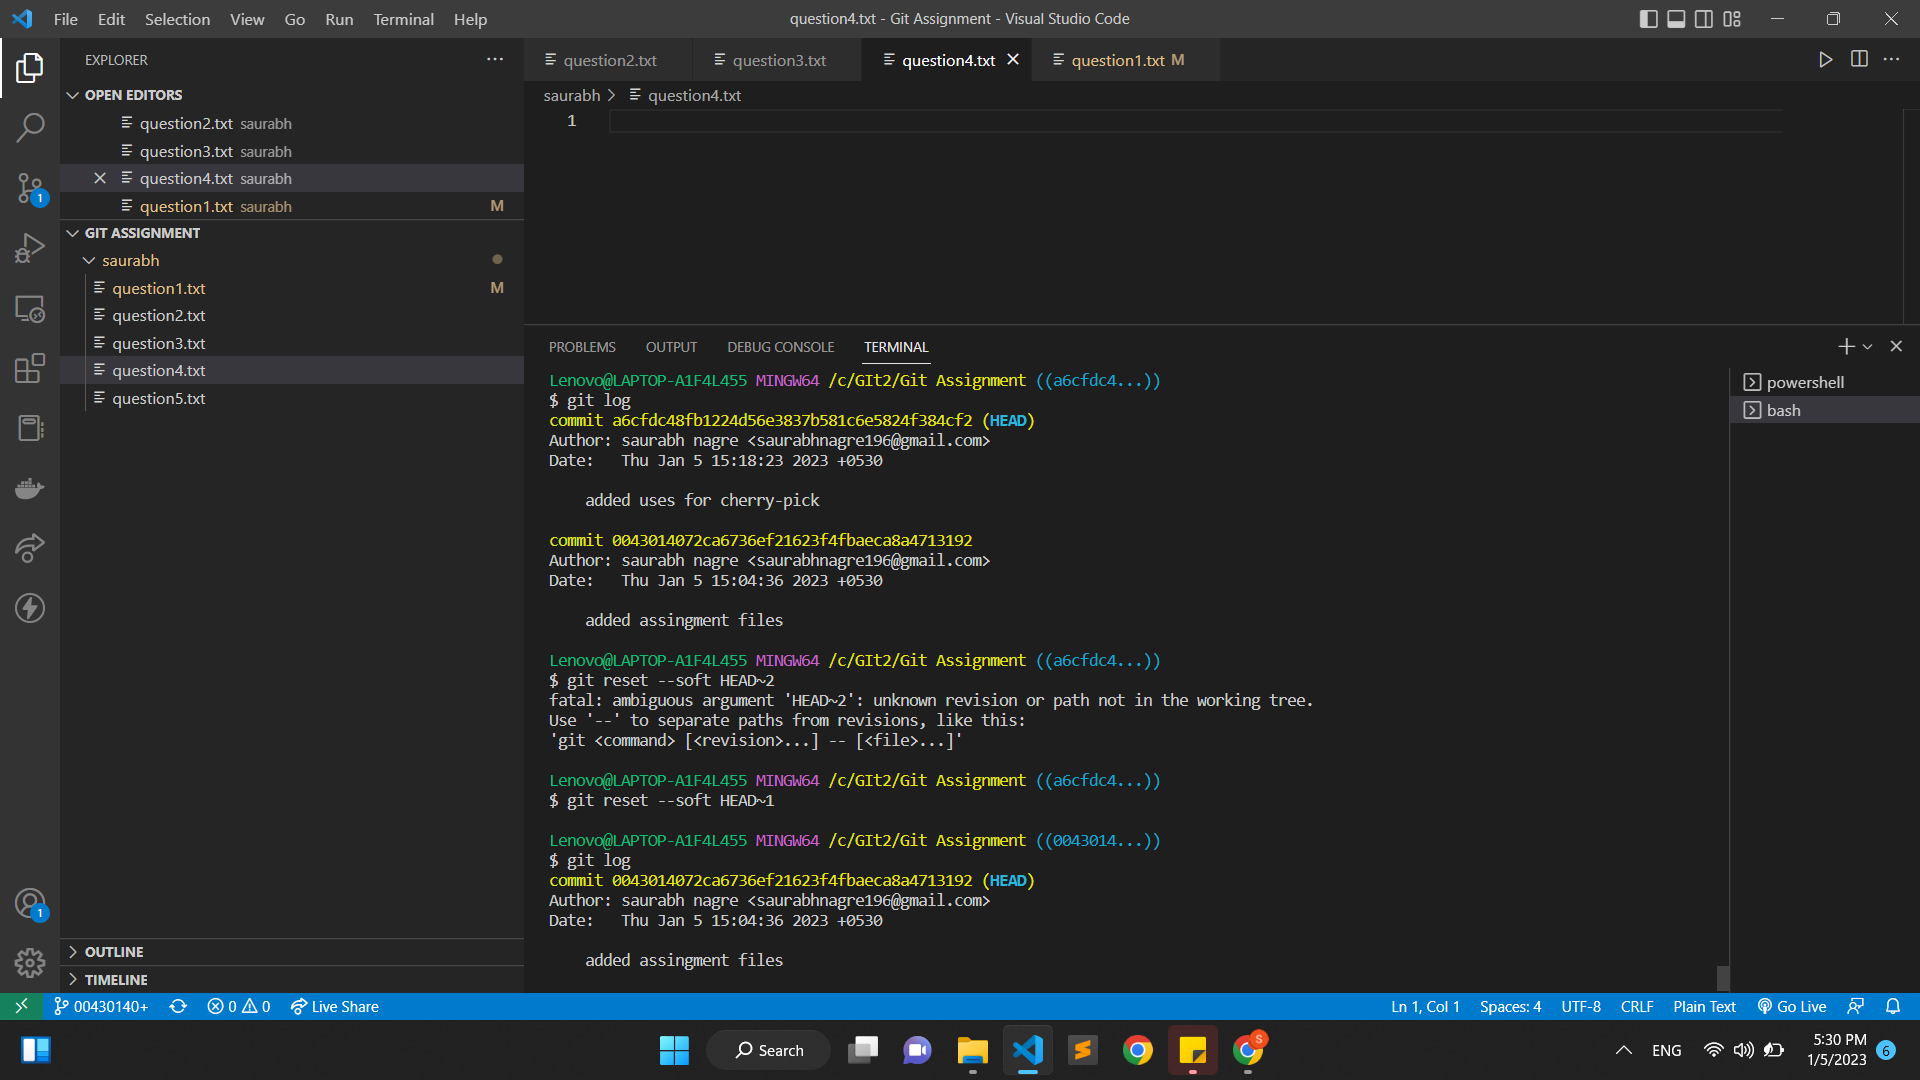 File Edit Selection View Go Run Terminal Help
question4.txt - Git Assignment - Visual Studio Code
EXPLORER
OPEN EDITORS
question2.txt saurabh
question3.txt saurabh
question4.txt saurabh
question1.txt saurabh M
GIT ASSIGNMENT
saurabh
question1.txt M
question2.txt
question3.txt
question4.txt
question5.txt
OUTLINE
TIMELINE
question2.txt question3.txt question4.txt question1.txt M
saurabh > question4.txt
1
PROBLEMS OUTPUT DEBUG CONSOLE TERMINAL
Lenovo@LAPTOP-A1F4L455 MINGW64 /c/GIt2/Git Assignment ((a6cfdc4...))
$ git log
commit a6cfdc48fb1224d56e3837b581c6e5824f384cf2 (HEAD)
Author: saurabh nagre <saurabhnagre196@gmail.com>
Date:   Thu Jan 5 15:18:23 2023 +0530
added uses for cherry-pick
commit 0043014072ca6736ef21623f4fbaeca8a4713192
Author: saurabh nagre <saurabhnagre196@gmail.com>
Date:   Thu Jan 5 15:04:36 2023 +0530
added assingment files
Lenovo@LAPTOP-A1F4L455 MINGW64 /c/GIt2/Git Assignment ((a6cfdc4...))
$ git reset --soft HEAD~2
fatal: ambiguous argument 'HEAD~2': unknown revision or path not in the working tree.
Use '--' to separate paths from revisions, like this:
'git <command> [<revision>...] -- [<file>...]'
Lenovo@LAPTOP-A1F4L455 MINGW64 /c/GIt2/Git Assignment ((a6cfdc4...))
$ git reset --soft HEAD~1
Lenovo@LAPTOP-A1F4L455 MINGW64 /c/GIt2/Git Assignment ((0043014...))
$ git log
commit 0043014072ca6736ef21623f4fbaeca8a4713192 (HEAD)
Author: saurabh nagre <saurabhnagre196@gmail.com>
Date:   Thu Jan 5 15:04:36 2023 +0530
added assingment files
powershell
bash
1
1
00430140+ 0 0 Live Share
Ln 1, Col 1 Spaces: 4 UTF-8 CRLF Plain Text Go Live
Search
S
ENG
5:30 PM
1/5/2023
6